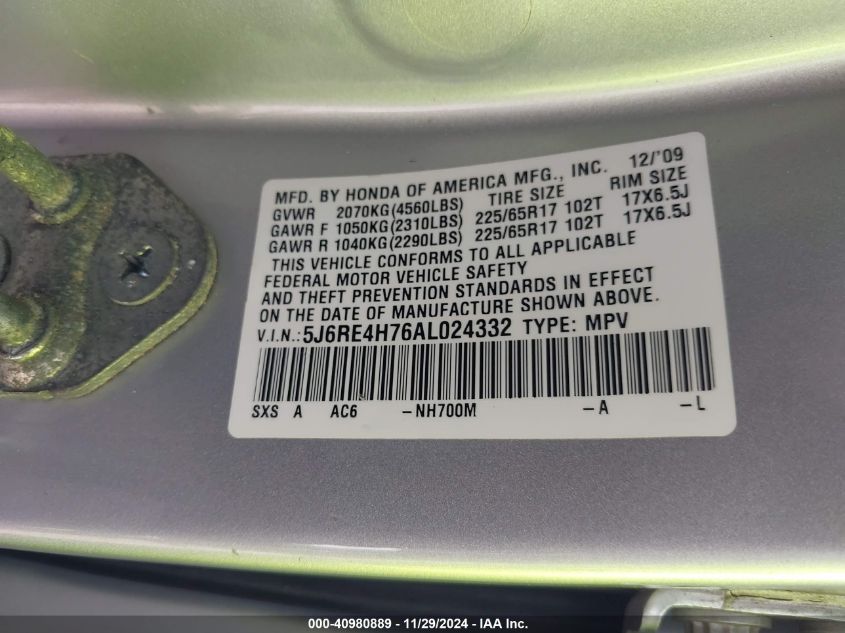 MFD. BY HONDA OF AMERICA MFG., INC. 12/'09
GVWR 2070KG(4560LBS) TIRE SIZE RIM SIZE
GAWR F 1050KG(2310LBS) 225/65R17 102T 17X6.5J
GAWR R 1040KG(2290LBS) 225/65R17 102T 17X6.5J
THIS VEHICLE CONFORMS TO ALL APPLICABLE
FEDERAL MOTOR VEHICLE SAFETY
AND THEFT PREVENTION STANDARDS IN EFFECT
ON THE DATE OF MANUFACTURE SHOWN ABOVE.
V.I.N.: 5J6RE4H76AL024332 TYPE: MPV
SXS A AC6 -NH700M -A -L
000-40980889 - 11/29/2024 - IAA, Inc.